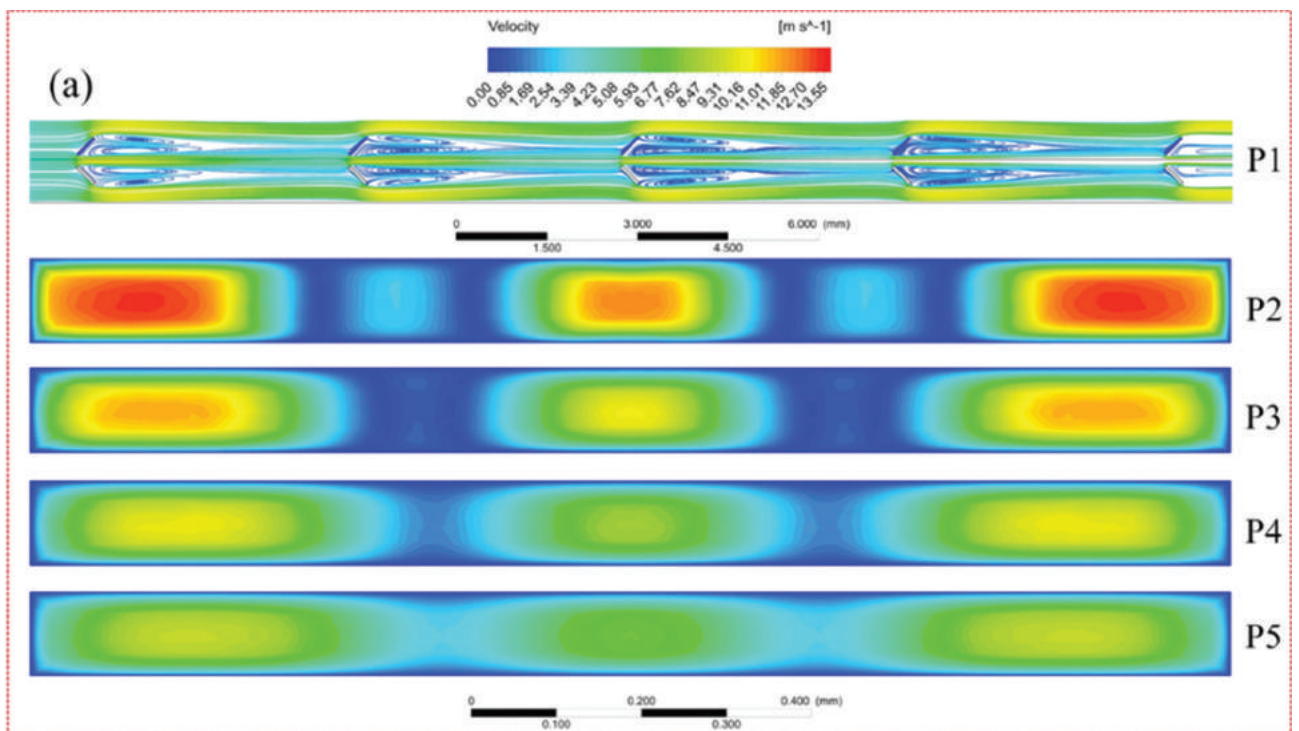 Velocity [m s^-1]
(a)
0.00 0.85 1.69 2.54 3.39 4.23 5.08 5.93 6.77 7.62 8.47 9.31 10.16 11.01 11.85 12.70 13.55
P1
0 3.000 6.000 (mm)
1.500 4.500
P2
P3
P4
P5
0 0.200 0.400 (mm)
0.100 0.300